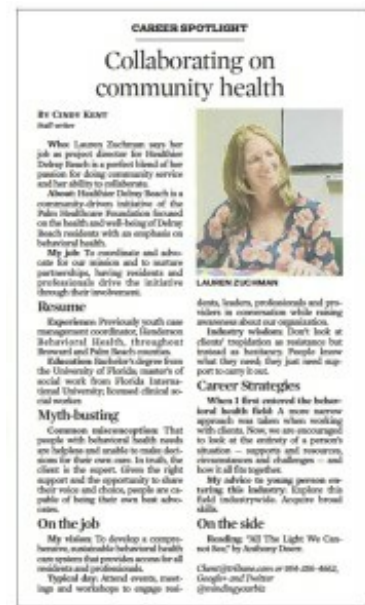 CAREER SPOTLIGHT
Collaborating on
community health
BY CINDY KENT
Staff writer
Who: Lauren Zuchman says her
job as project director for Healthier
Delray Beach is a perfect blend of her
passion for doing community service
and her ability to collaborate.
About: Healthier Delray Beach is a
community-driven initiative of the
Palm Healthcare Foundation focused
on the health and well-being of Delray
Beach residents with an emphasis on
behavioral health.
My job: To coordinate and advo-
cate for our mission and to nurture
partnerships, having residents and
professionals drive the initiative
through their involvement.
Resume
Experience: Previously youth care
management coordinator, Henderson
Behavioral Health, throughout
Broward and Palm Beach counties.
Education: Bachelor's degree from
the University of Florida; master's of
social work from Florida Interna-
tional University; licensed clinical so-
cial worker.
Myth-busting
Common misconception: That
people with behavioral health needs
are helpless and unable to make deci-
sions for their own care. In truth, the
client is the expert. Given the right
support and the opportunity to share
their voice and choice, people are ca-
pable of being their own best advo-
cates.
On the job
My vision: To develop a compre-
hensive, sustainable behavioral health
care system that provides access for all
residents and professionals.
Typical day: Attend events, meet-
ings and workshops to engage resi-
LAUREN ZUCHMAN
dents, leaders, professionals and pro-
viders in conversation while raising
awareness about our organization.
Industry wisdom: Don't look at
clients' trepidation as resistance but
instead as hesitancy. People know
what they need; they just need sup-
port to carry it out.
Career Strategies
When I first entered the behav-
ioral health field: A more narrow
approach was taken when working
with clients. Now, we are encouraged
to look at the entirety of a person's
situation — supports and resources,
circumstances and challenges — and
how it all fits together.
My advice to young person en-
tering this industry: Explore this
field industrywide. Acquire broad
skills.
On the side
Reading: "All The Light We Can-
not See," by Anthony Doerr.
Google+ and Twitter
@mindingyourbiz